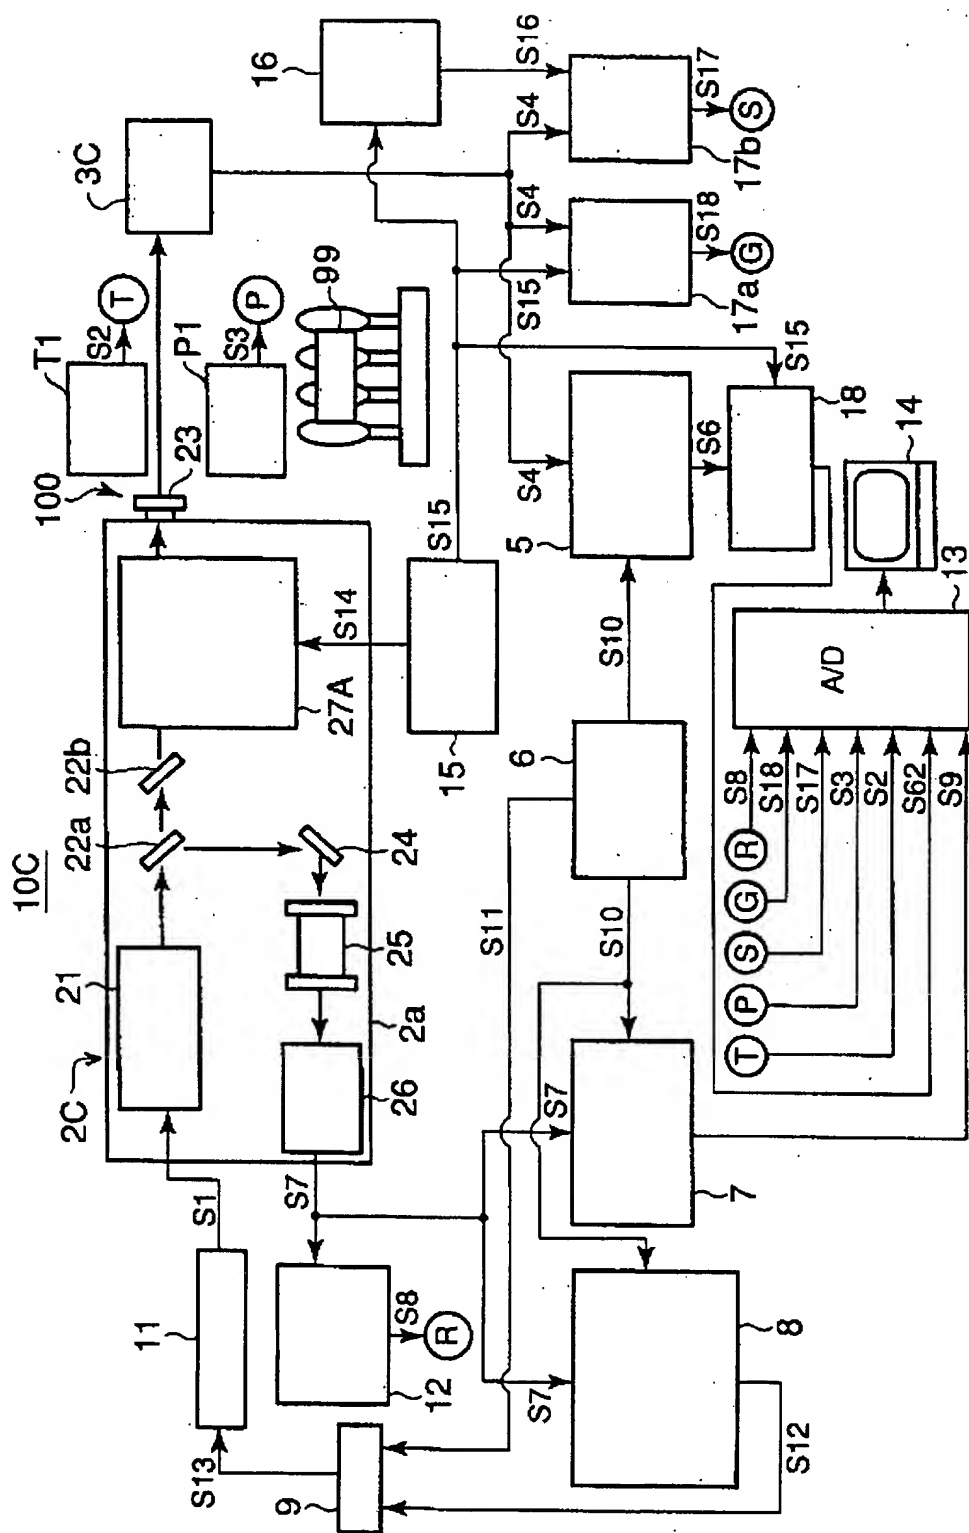 10C
2C
21
22a
22b
27A
100
23
T1
S2
T
P1
S3
P
99
3C
16
S16
24
25
26
2a
S1
S7
S14
15
S15
11
S13
9
12
S8
R
S11
6
S10
S10
5
S4
S4
S4
S15
17a
S18
G
17b
S17
S
S6
S15
18
S7
S7
7
8
S12
T
P
S
G
R
S8
S18
S17
S3
S2
S62
S9
A/D
13
14